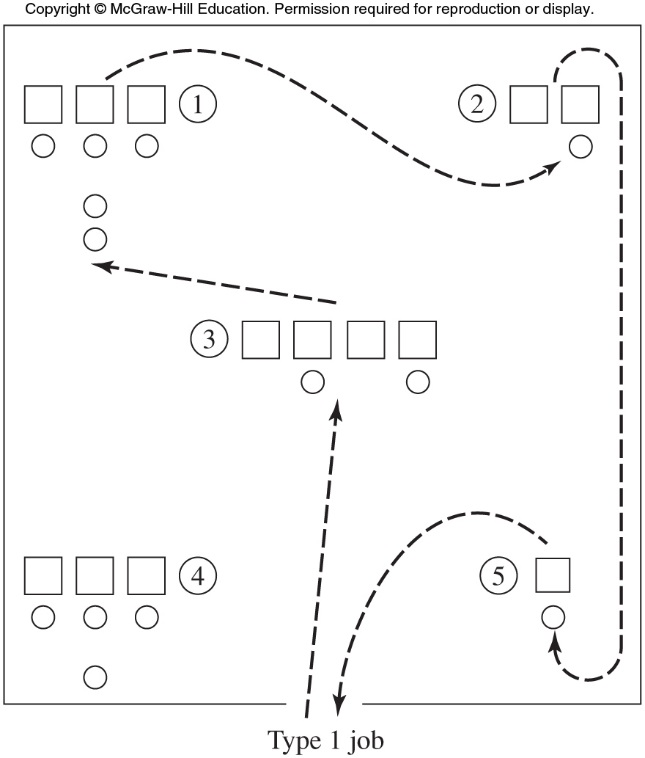 Copyright © McGraw-Hill Education. Permission required for reproduction or display.
1
2
3
4
5
Type 1 job